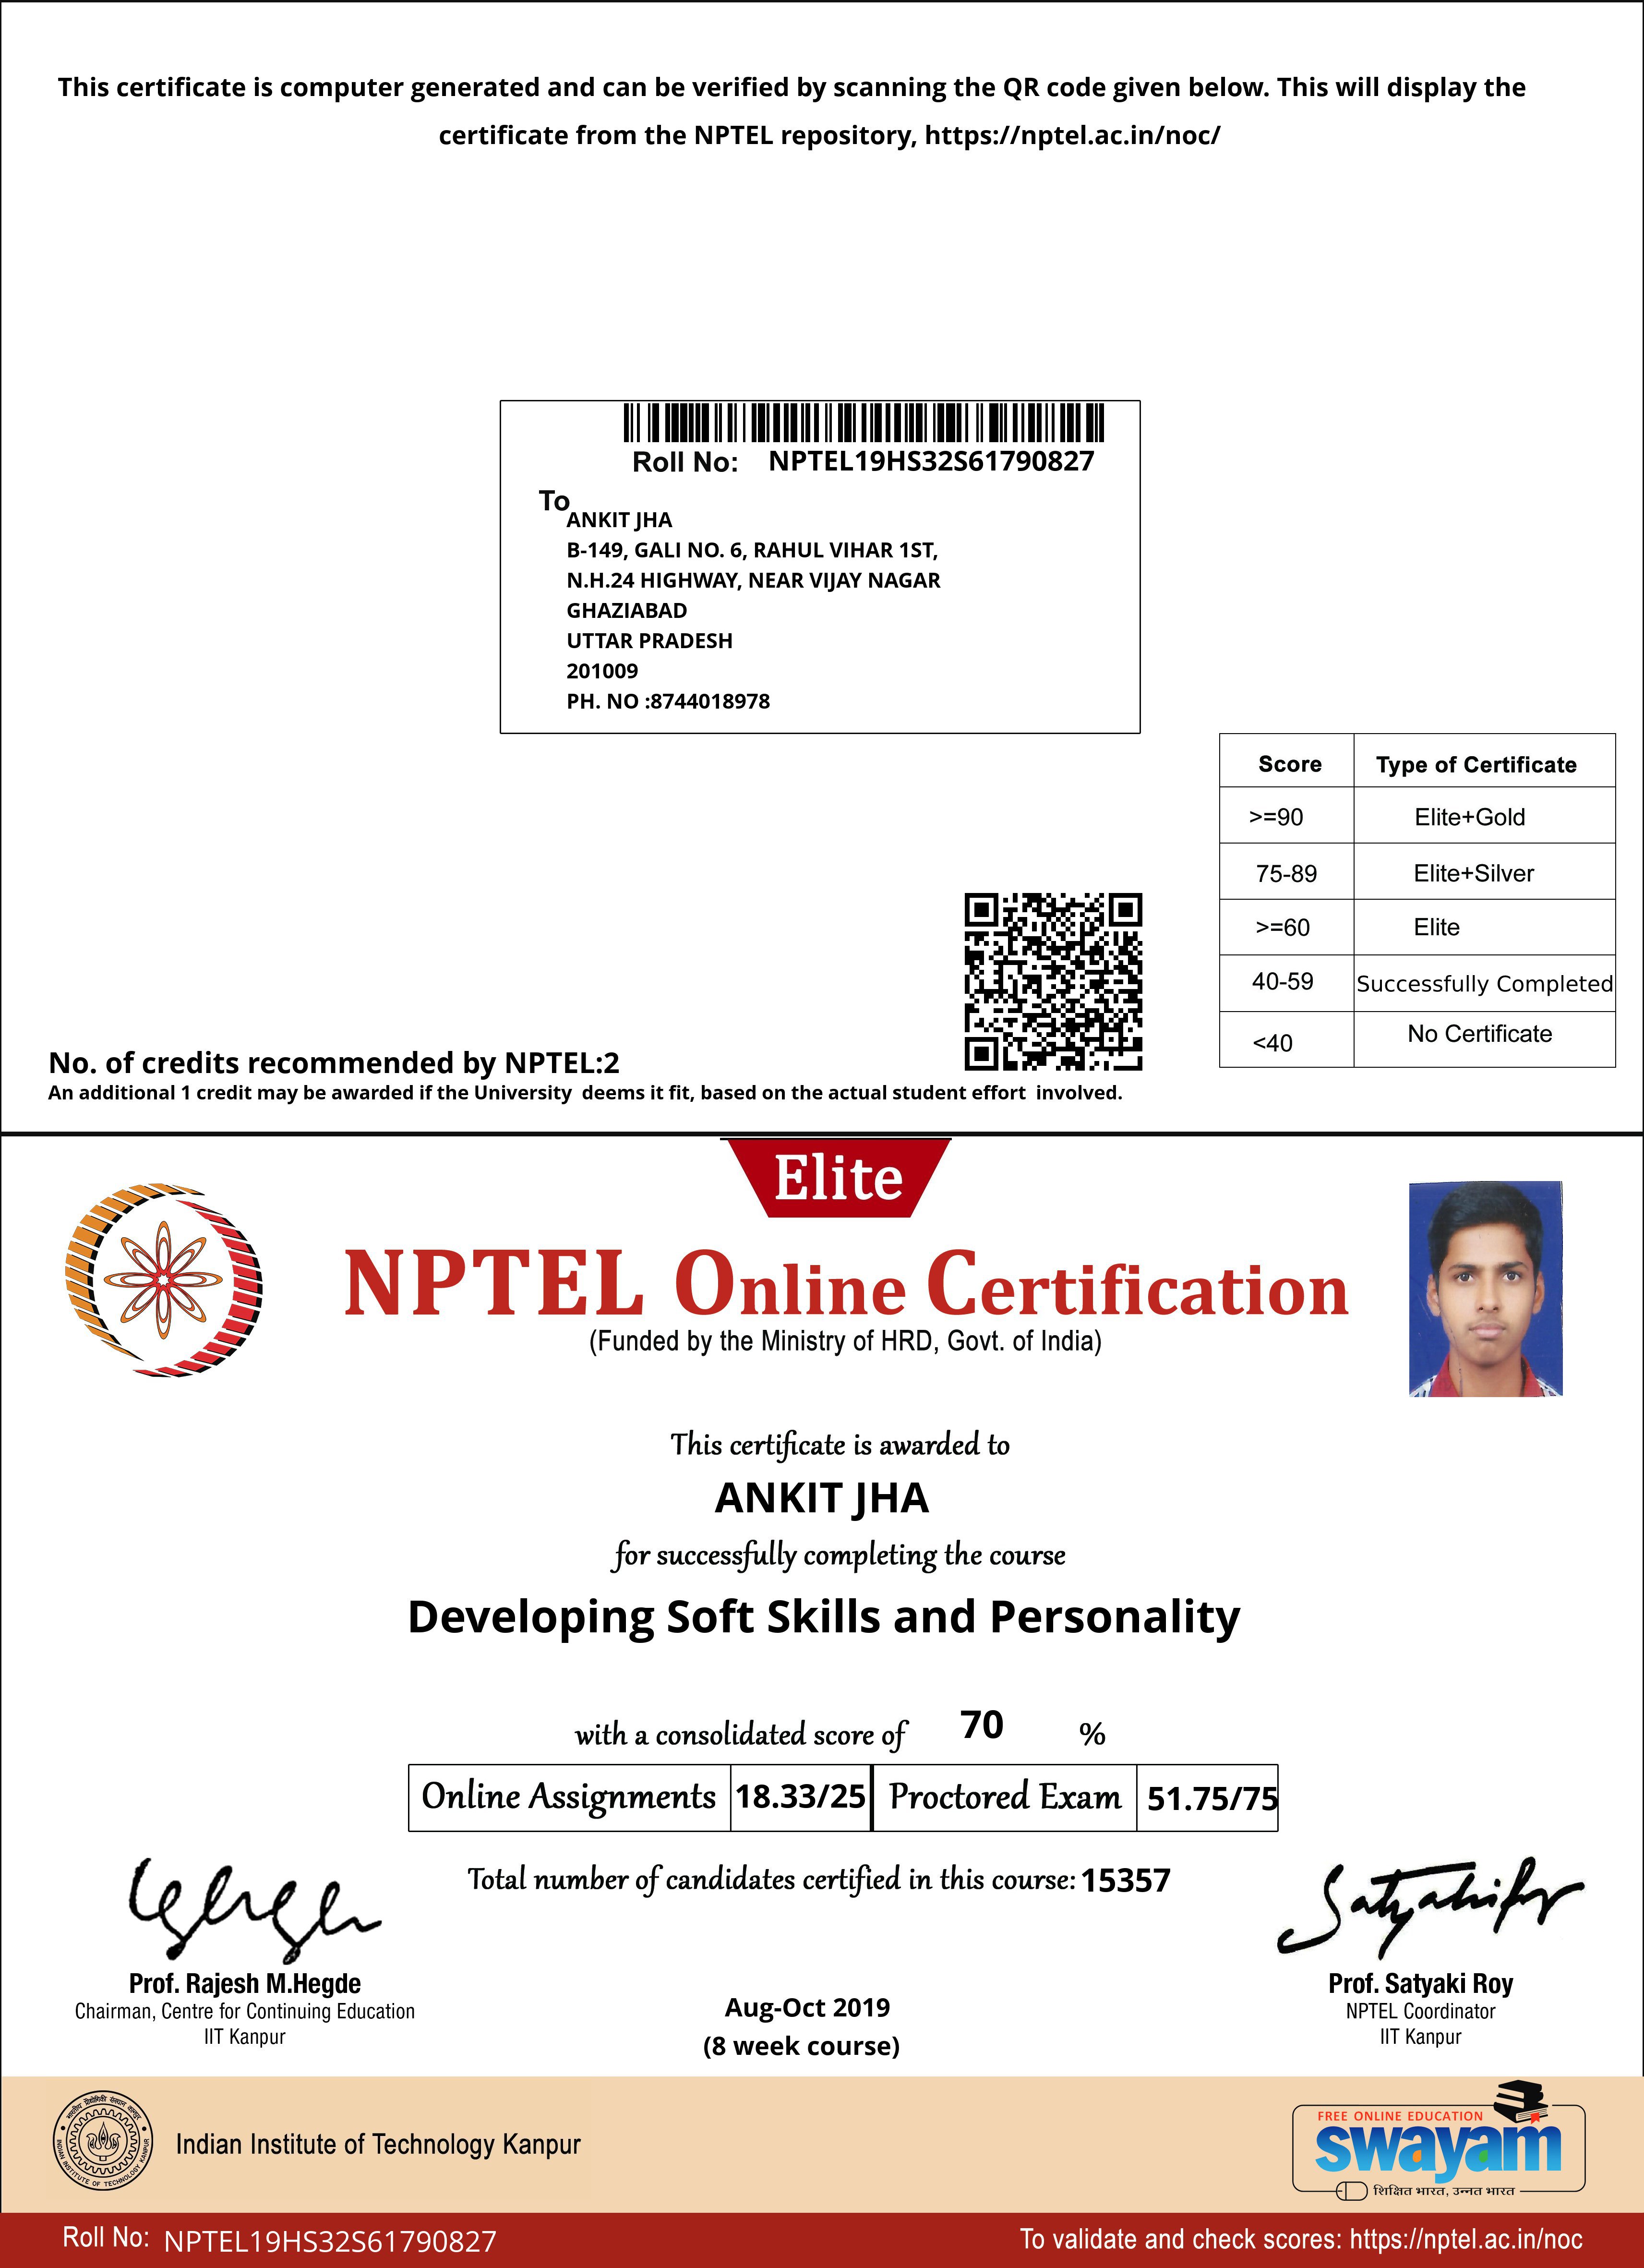 This certificate is computer generated and can be verified by scanning the QR code given below. This will display the
certificate from the NPTEL repository, https://nptel.ac.in/noc/
Roll No: NPTEL19HS32S61790827
To
ANKIT JHA
B-149, GALI NO. 6, RAHUL VIHAR 1ST,
N.H.24 HIGHWAY, NEAR VIJAY NAGAR
GHAZIABAD
UTTAR PRADESH
201009
PH. NO :8744018978
Score Type of Certificate
>=90 Elite+Gold
75-89 Elite+Silver
>=60 Elite
40-59 Successfully Completed
<40 No Certificate
No. of credits recommended by NPTEL:2
An additional 1 credit may be awarded if the University deems it fit, based on the actual student effort involved.
Elite
NPTEL Online Certification
(Funded by the Ministry of HRD, Govt. of India)
This certificate is awarded to
ANKIT JHA
for successfully completing the course
Developing Soft Skills and Personality
with a consolidated score of 70 %
Online Assignments 18.33/25 Proctored Exam 51.75/75
Total number of candidates certified in this course: 15357
Prof. Rajesh M.Hegde
Chairman, Centre for Continuing Education
IIT Kanpur
Aug-Oct 2019
(8 week course)
Prof. Satyaki Roy
NPTEL Coordinator
IIT Kanpur
भारतीय प्रौद्योगिकी संस्थान कानपुर
INDIAN INSTITUTE OF TECHNOLOGY KANPUR
Indian Institute of Technology Kanpur
FREE ONLINE EDUCATION
swayam
शिक्षित भारत, उन्नत भारत
Roll No: NPTEL19HS32S61790827
To validate and check scores: https://nptel.ac.in/noc